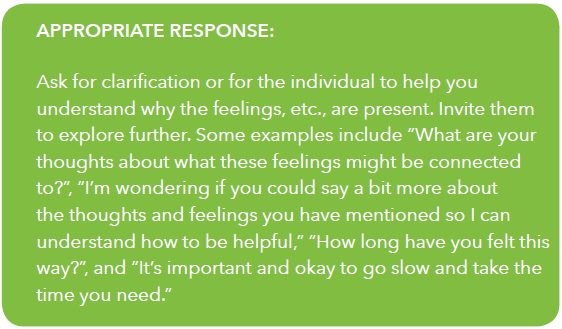 APPROPRIATE RESPONSE:
Ask for clarification or for the individual to help you
understand why the feelings, etc., are present. Invite them
to explore further. Some examples include “What are your
thoughts about what these feelings might be connected
to?”, “I’m wondering if you could say a bit more about
the thoughts and feelings you have mentioned so I can
understand how to be helpful,” “How long have you felt this
way?”, and “It’s important and okay to go slow and take the
time you need.”